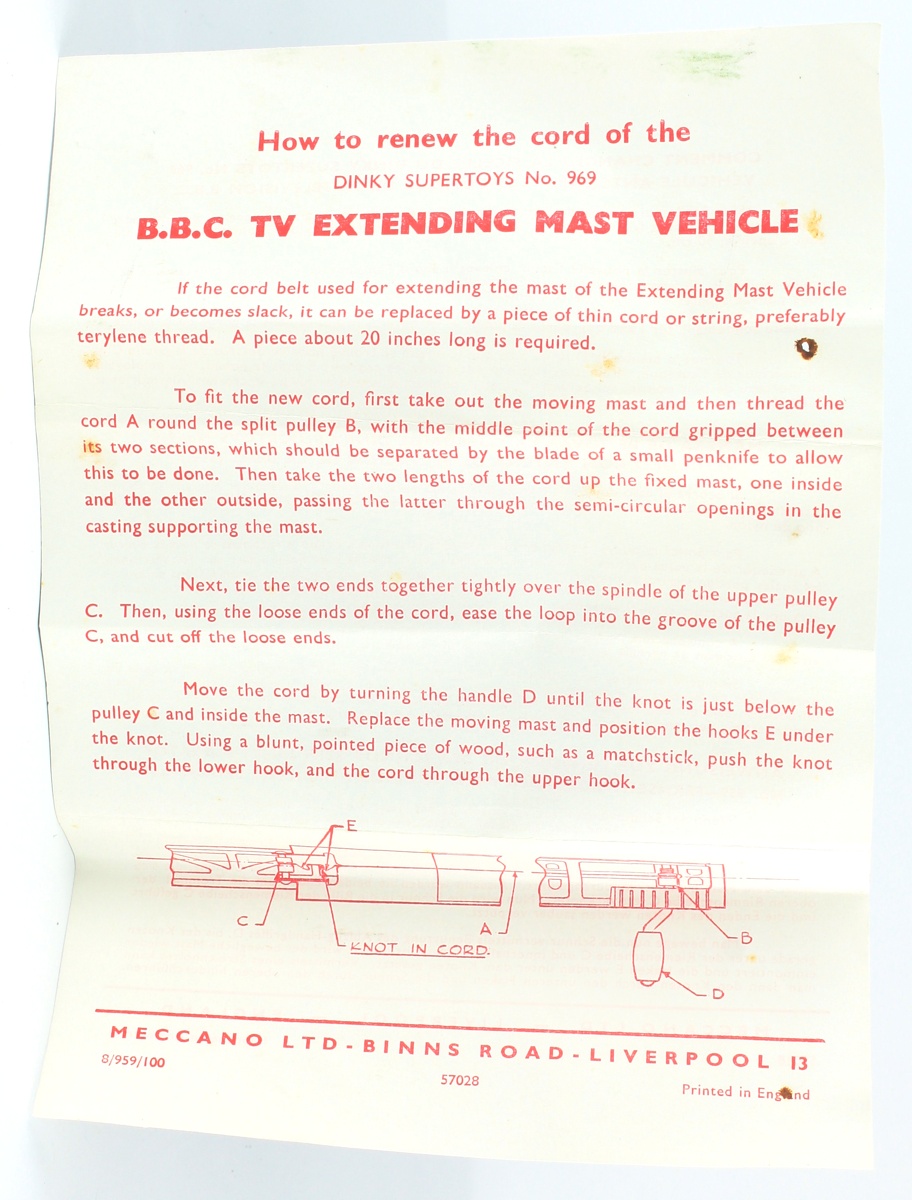 How to renew the cord of the
DINKY SUPERTOYS No. 969
B.B.C. TV EXTENDING MAST VEHICLE
If the cord belt used for extending the mast of the Extending Mast Vehicle
breaks, or becomes slack, it can be replaced by a piece of thin cord or string, preferably
terylene thread. A piece about 20 inches long is required.
To fit the new cord, first take out the moving mast and then thread the
cord A round the split pulley B, with the middle point of the cord gripped between
its two sections, which should be separated by the blade of a small penknife to allow
this to be done. Then take the two lengths of the cord up the fixed mast, one inside
and the other outside, passing the latter through the semi-circular openings in the
casting supporting the mast.
Next, tie the two ends together tightly over the spindle of the upper pulley
C. Then, using the loose ends of the cord, ease the loop into the groove of the pulley
C, and cut off the loose ends.
Move the cord by turning the handle D until the knot is just below the
pulley C and inside the mast. Replace the moving mast and position the hooks E under
the knot. Using a blunt, pointed piece of wood, such as a matchstick, push the knot
through the lower hook, and the cord through the upper hook.
E
C
A
B
KNOT IN CORD.
D
MECCANO LTD - BINNS ROAD - LIVERPOOL 13
8/959/100
57028
Printed in England